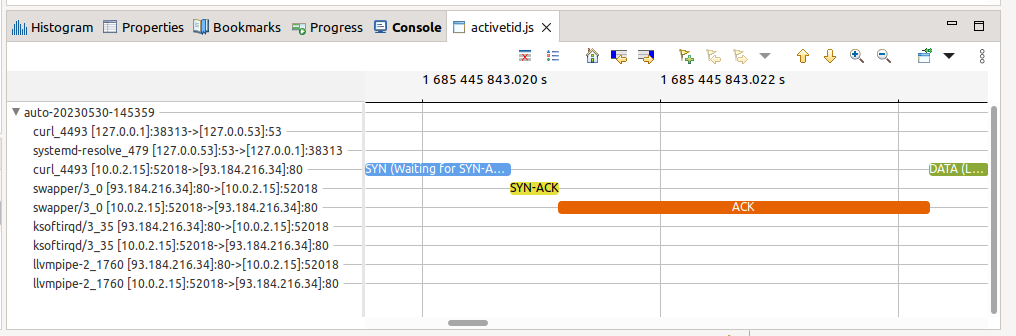 Histogram Properties Bookmarks Progress Console activetid.js
1 685 445 843.020 s 1 685 445 843.022 s
auto-20230530-145359
curl_4493 [127.0.0.1]:38313->[127.0.0.53]:53
systemd-resolve_479 [127.0.0.53]:53->[127.0.0.1]:38313
curl_4493 [10.0.2.15]:52018->[93.184.216.34]:80 SYN (Waiting for SYN-A... DATA (L...
swapper/3_0 [93.184.216.34]:80->[10.0.2.15]:52018 SYN-ACK
swapper/3_0 [10.0.2.15]:52018->[93.184.216.34]:80 ACK
ksoftirqd/3_35 [93.184.216.34]:80->[10.0.2.15]:52018
ksoftirqd/3_35 [10.0.2.15]:52018->[93.184.216.34]:80
llvmpipe-2_1760 [93.184.216.34]:80->[10.0.2.15]:52018
llvmpipe-2_1760 [10.0.2.15]:52018->[93.184.216.34]:80